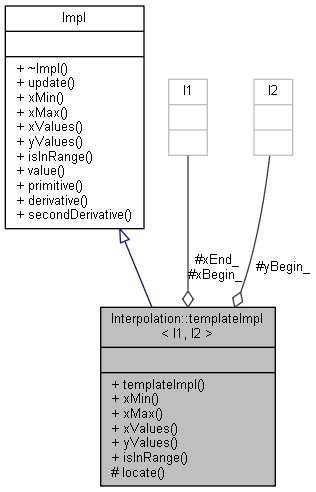 Impl
+ ~Impl()
+ update()
+ xMin()
+ xMax()
+ xValues()
+ yValues()
+ isInRange()
+ value()
+ primitive()
+ derivative()
+ secondDerivative()
I1
I2
#xEnd_
#xBegin_
#yBegin_
Interpolation::templateImpl
< I1, I2 >
+ templateImpl()
+ xMin()
+ xMax()
+ xValues()
+ yValues()
+ isInRange()
# locate()